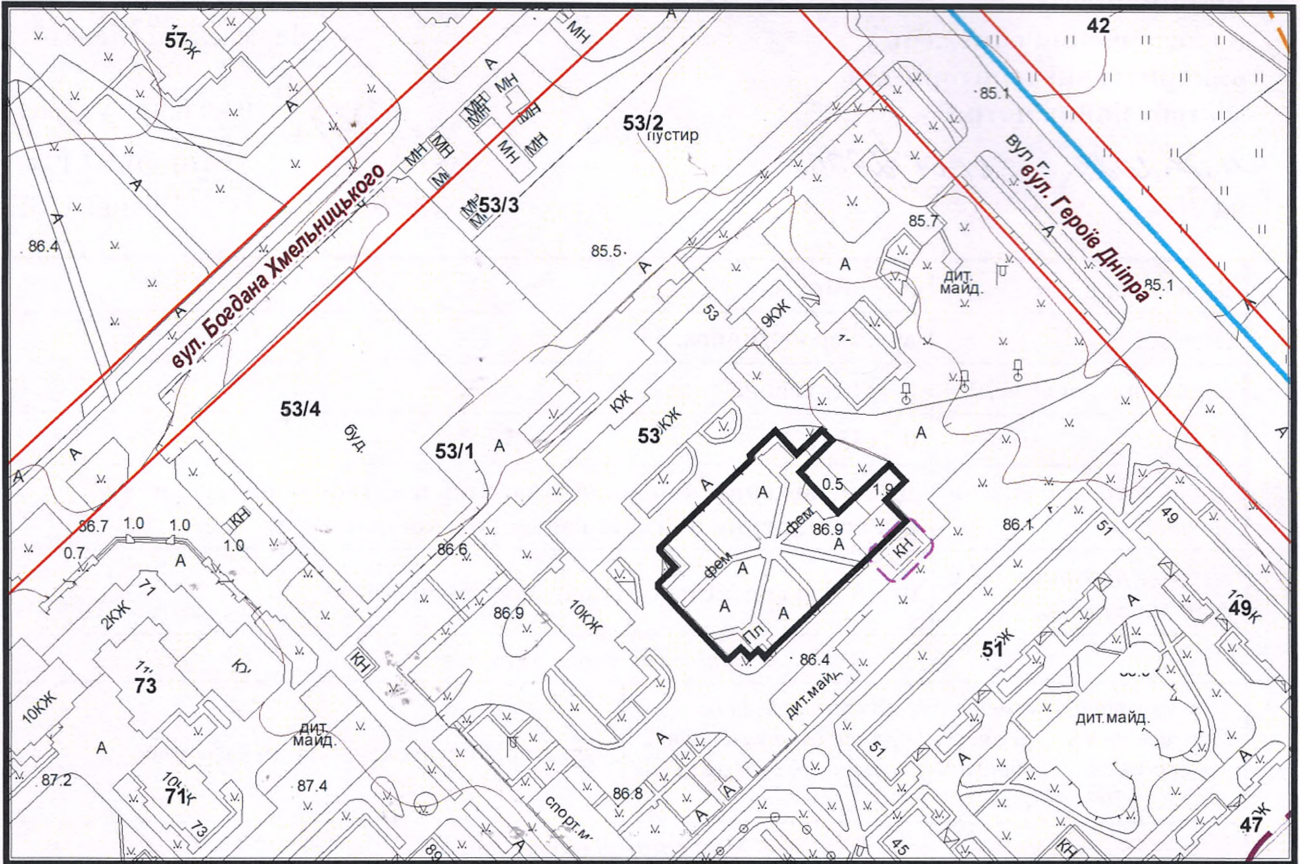 57
МН
42
А
МН
МН
МН
МН
МН
МН
МН
МН
53/2
пустир
85.1
вул. Героїв Дніпра
вул. Богдана Хмельницького
53/3
86.4
85.5
85.7
А
дит.
майд.
85.1
53
9КЖ
КЖ
53/4
буд.
53/1
А
53
А
А
А
0.5
1.9
фем
86.9
А
86.1
КН
51
49
86.7
1.0
1.0
КН
0.7
1.0
А
86.6
фем
А
А
А
Пл
86.4
71
2КЖ
86.9
10КЖ
КН
73
10КЖ
49
51
дит.майд.
дит.
майд.
А
87.2
71
73
87.4
86.8
51
А
А
спорт.м
45
КН
47
89
А